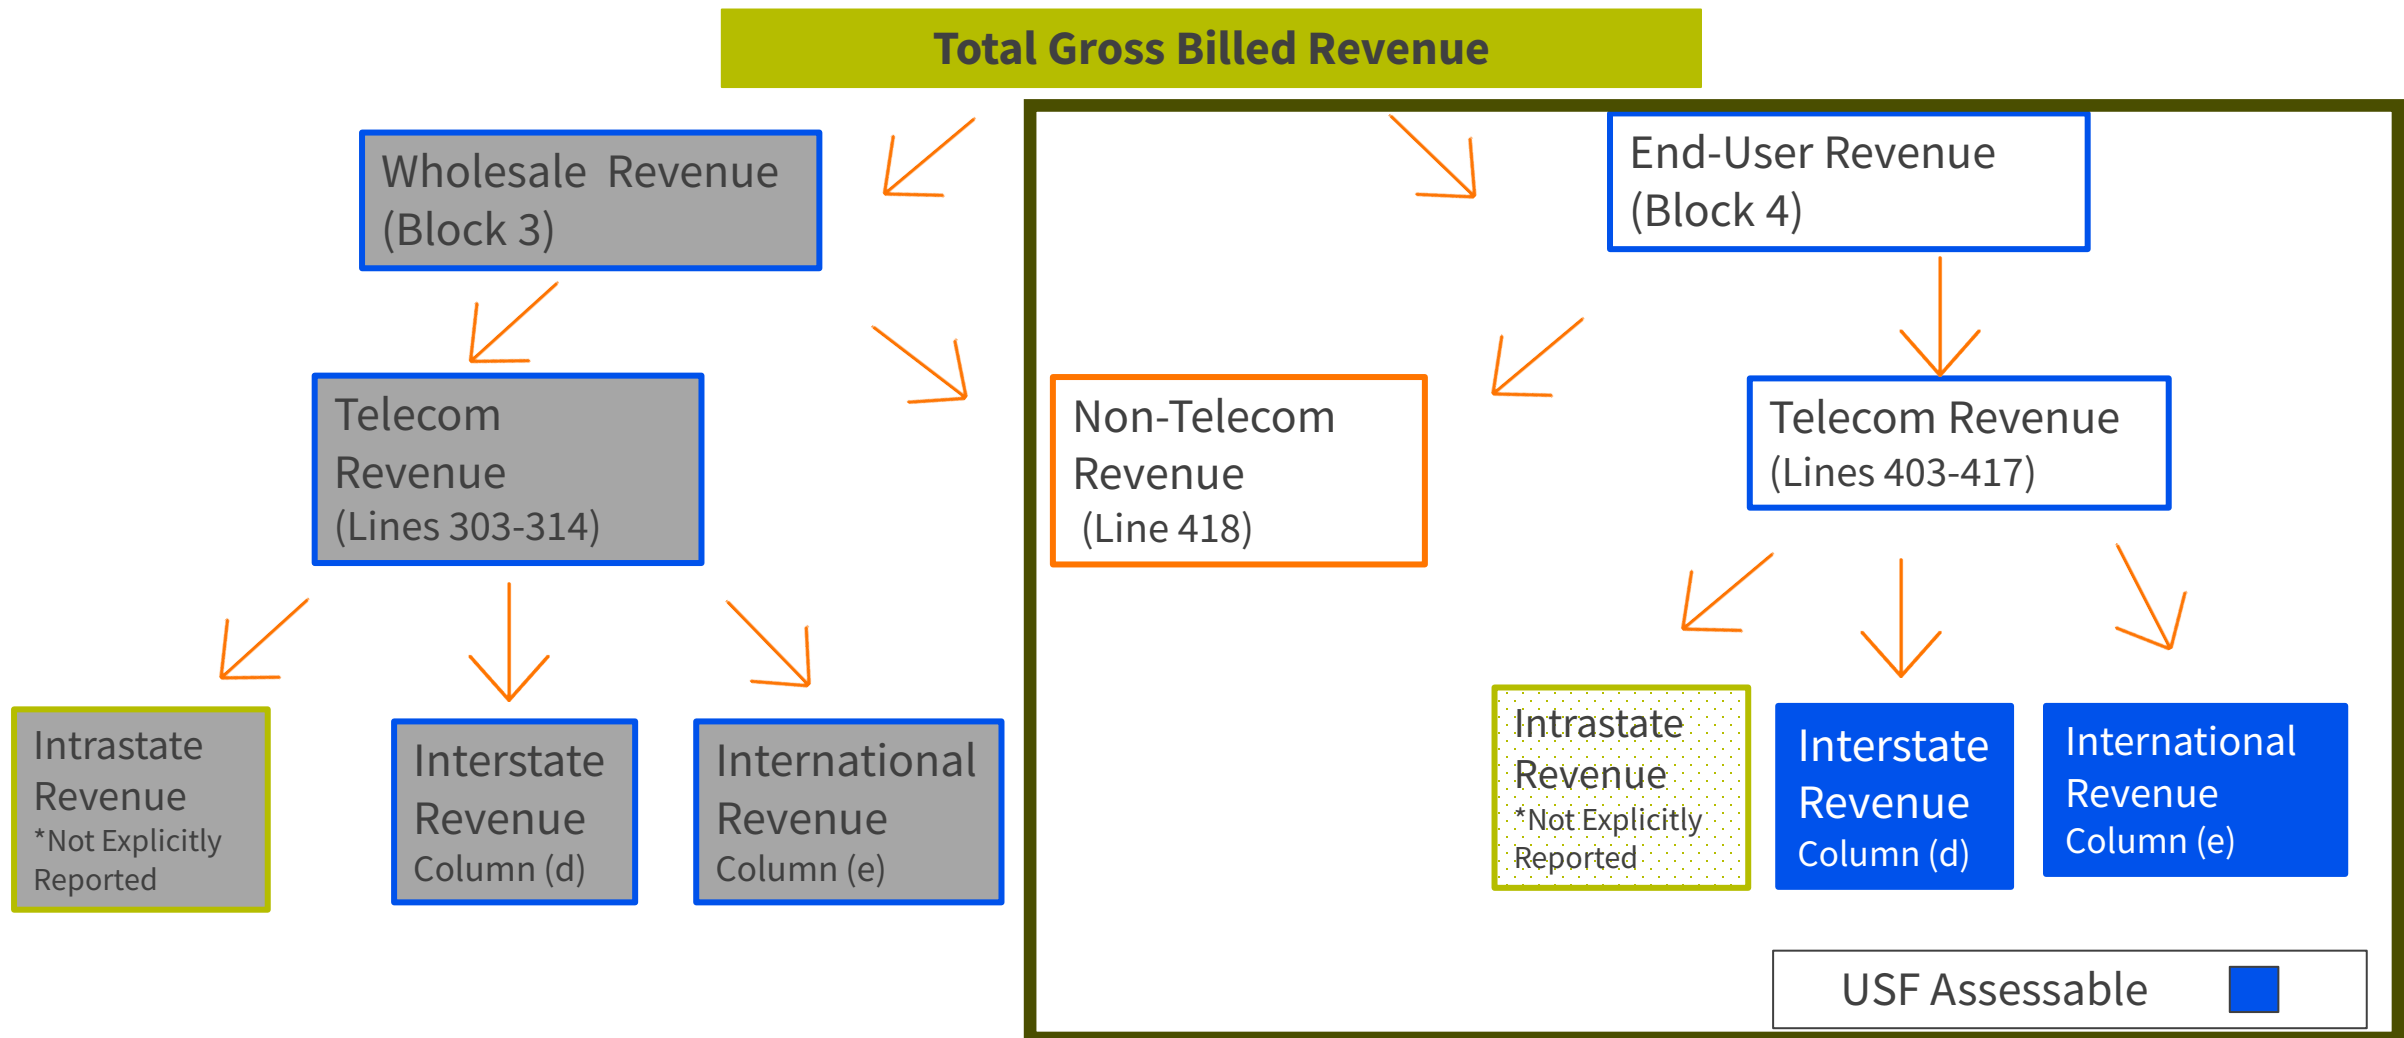 Total Gross Billed Revenue
Wholesale Revenue
(Block 3)
End-User Revenue
(Block 4)
Telecom
Revenue
(Lines 303-314)
Non-Telecom
Revenue
(Line 418)
Telecom Revenue
(Lines 403-417)
Intrastate
Revenue
*Not Explicitly
Reported
Interstate
Revenue
Column (d)
International
Revenue
Column (e)
Intrastate
Revenue
*Not Explicitly
Reported
Interstate
Revenue
Column (d)
International
Revenue
Column (e)
USF Assessable